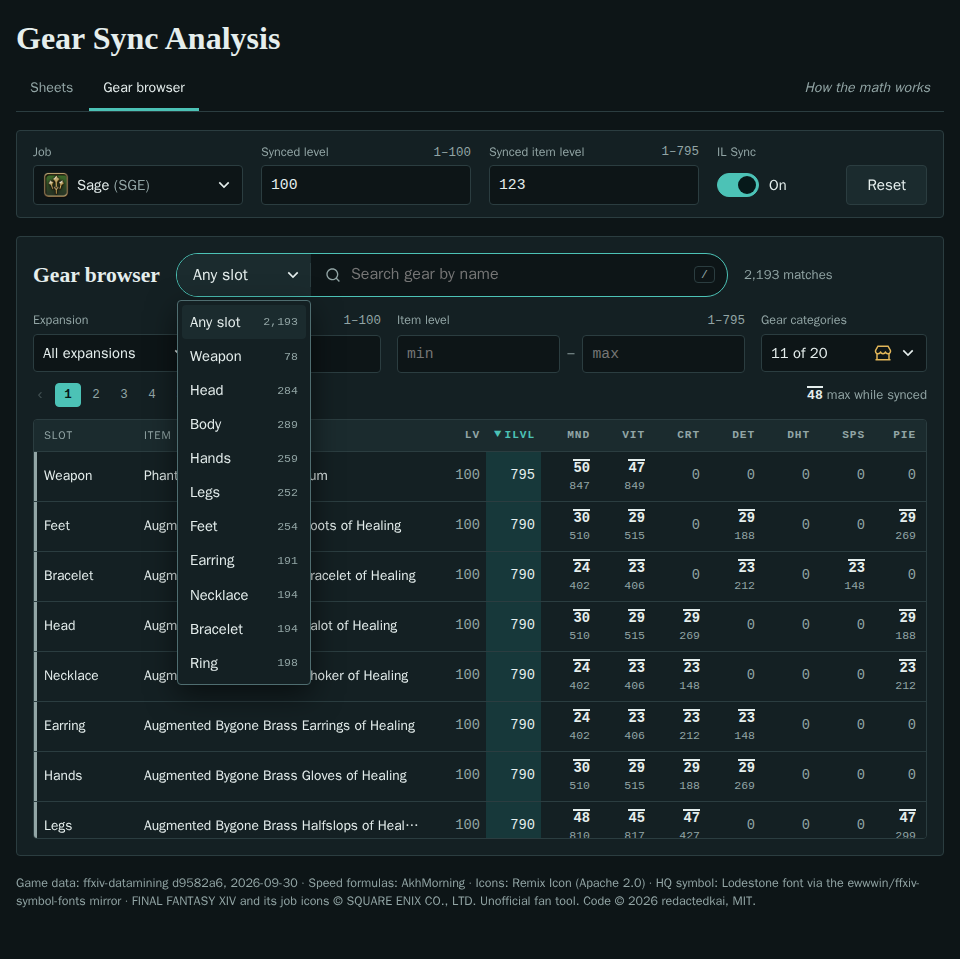 Gear Sync Analysis
Sheets Gear browser How the math works
Job Synced level 1–100 Synced item level 1–795 IL Sync
Sage (SGE) 100 123 On Reset
Gear browser Any slot Search gear by name / 2,193 matches
Expansion 1–100 Item level 1–795 Gear categories
All expansions min – max 11 of 20
Any slot 2,193
Weapon 78
Head 284
Body 289
Hands 259
Legs 252
Feet 254
Earring 191
Necklace 194
Bracelet 194
Ring 198
‹ 1 2 3 4 48 max while synced
SLOT ITEM LV ▼ILVL MND VIT CRT DET DHT SPS PIE
Weapon 100 795 50 47 0 0 0 0 0
847 849
Feet of Healing 100 790 30 29 0 29 0 0 29
510 515 188 269
Bracelet of Healing 100 790 24 23 0 23 0 23 0
402 406 212 148
Head of Healing 100 790 30 29 29 0 0 0 29
510 515 269 188
Necklace of Healing 100 790 24 23 23 0 0 0 23
402 406 148 212
Earring Augmented Bygone Brass Earrings of Healing 100 790 24 23 23 23 0 0 0
402 406 212 148
Hands Augmented Bygone Brass Gloves of Healing 100 790 30 29 29 29 0 0 0
510 515 188 269
Legs Augmented Bygone Brass Halfslops of Heal··· 100 790 48 45 47 0 0 0 47
810 817 427 299
Game data: ffxiv-datamining d9582a6, 2026-09-30 · Speed formulas: AkhMorning · Icons: Remix Icon (Apache 2.0) · HQ symbol: Lodestone font via the ewwwin/ffxiv-
symbol-fonts mirror · FINAL FANTASY XIV and its job icons © SQUARE ENIX CO., LTD. Unofficial fan tool. Code © 2026 redactedkai, MIT.